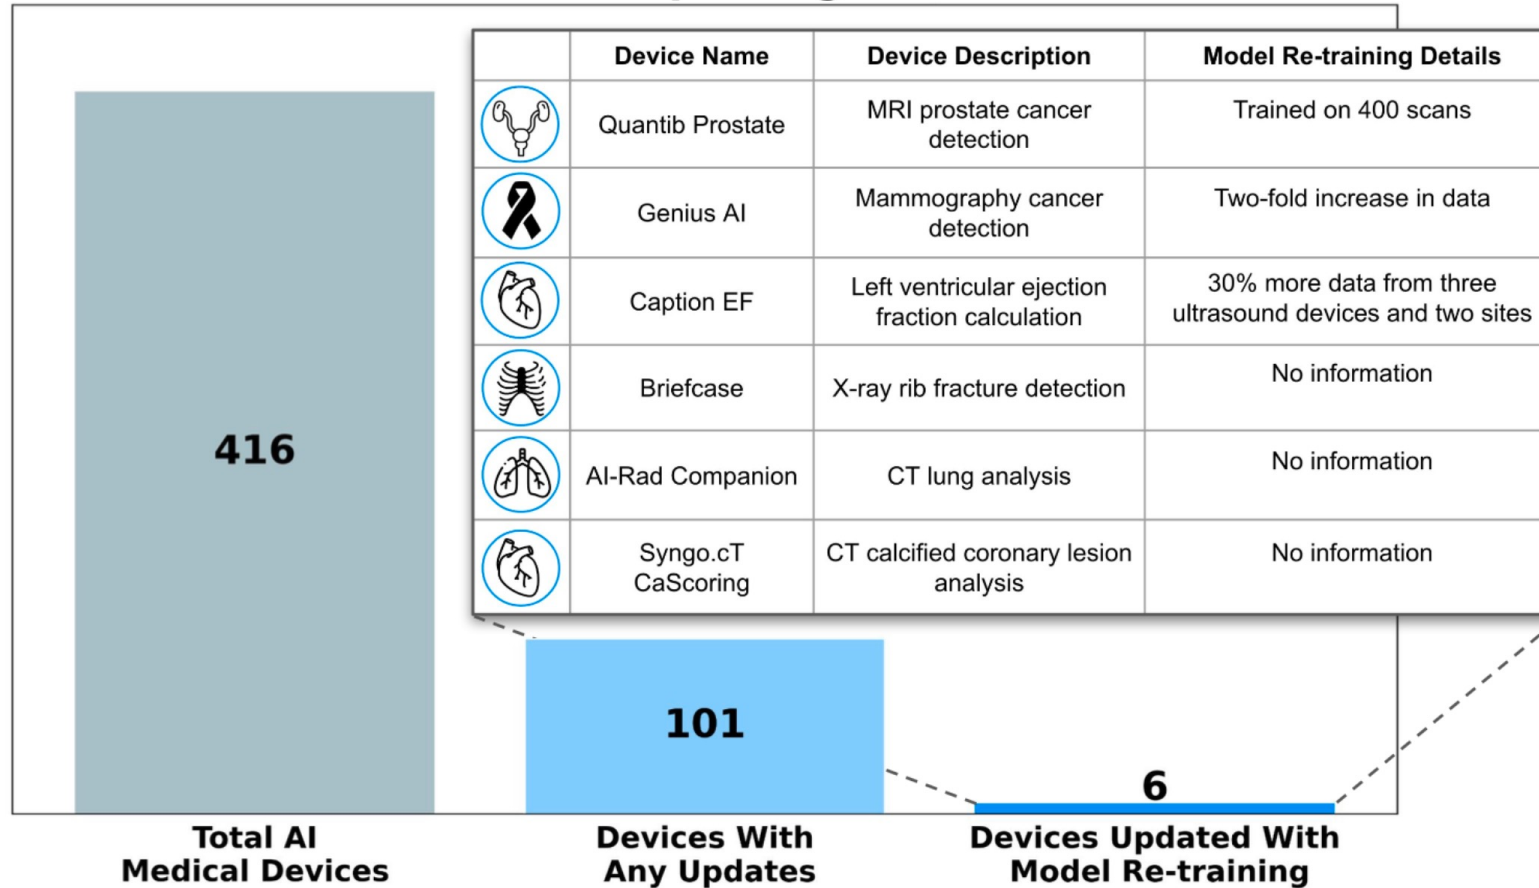 Device Name Device Description Model Re-training Details
Quantib Prostate MRI prostate cancer Trained on 400 scans
detection
Genius AI Mammography cancer Two-fold increase in data
detection
Caption EF Left ventricular ejection 30% more data from three
fraction calculation ultrasound devices and two sites
Briefcase X-ray rib fracture detection No information
AI-Rad Companion CT lung analysis No information
Syngo.cT CT calcified coronary lesion No information
CaScoring analysis
416
101
6
Total AI Devices With Devices Updated With
Medical Devices Any Updates Model Re-training